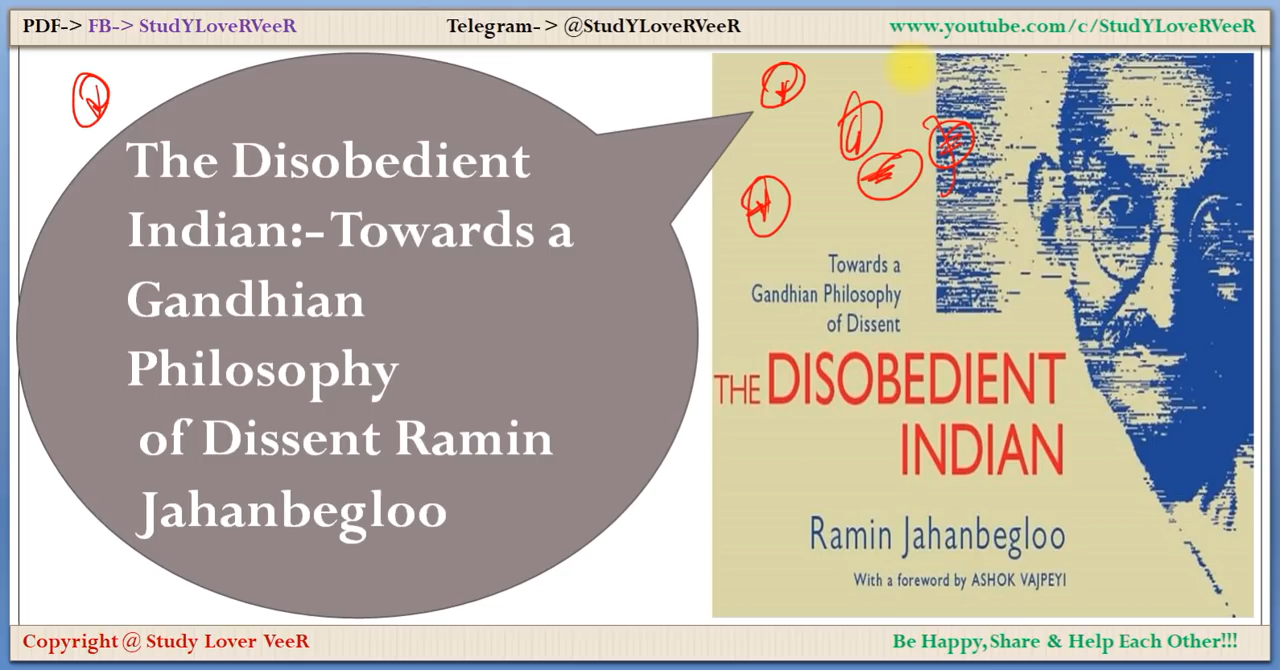 PDF-> FB-> StudYLoveRVeeR
Telegram-> @StudYLoveRVeeR
www.youtube.com/c/StudYLoveRVeeR
The Disobedient
Indian:-Towards a
Gandhian
Philosophy
of Dissent Ramin
Jahanbegloo
Towards a
Gandhian Philosophy
of Dissent
THE DISOBEDIENT
INDIAN
Ramin Jahanbegloo
With a foreword by ASHOK VAJPEYI
Copyright @ Study Lover VeeR
Be Happy,Share & Help Each Other!!!